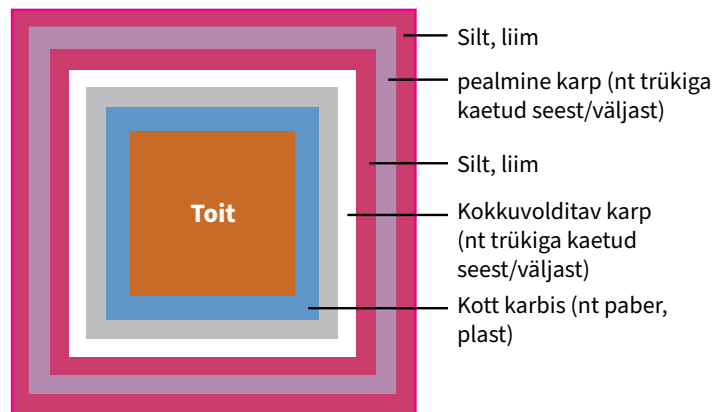 Silt, liim
pealmine karp (nt trükiga
kaetud seest/väljast)
Silt, liim
Toit
Kokkuvolditav karp
(nt trükiga kaetud
seest/väljast)
Kott karbis (nt paber,
plast)